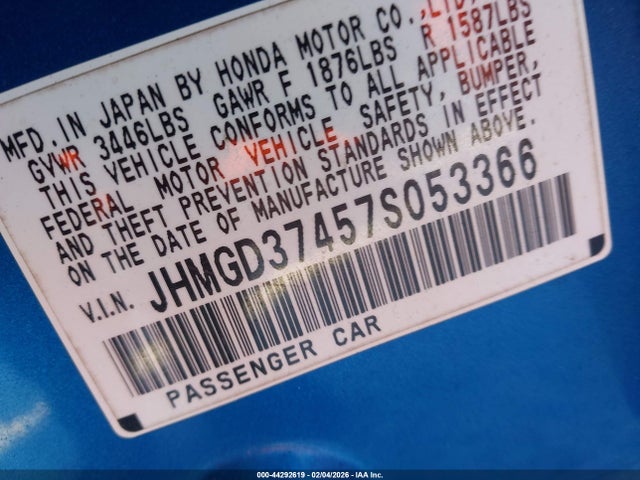 MFD. IN JAPAN BY HONDA MOTOR CO., LTD.
GVWR 3446LBS GAWR F 1876LBS R 1587LBS
THIS VEHICLE CONFORMS TO ALL APPLICABLE
FEDERAL MOTOR VEHICLE SAFETY, BUMPER,
AND THEFT PREVENTION STANDARDS IN EFFECT
ON THE DATE OF MANUFACTURE SHOWN ABOVE.
V.I.N. JHMGD37457S053366
PASSENGER CAR
000-44292619 - 02/04/2026 - IAA Inc.